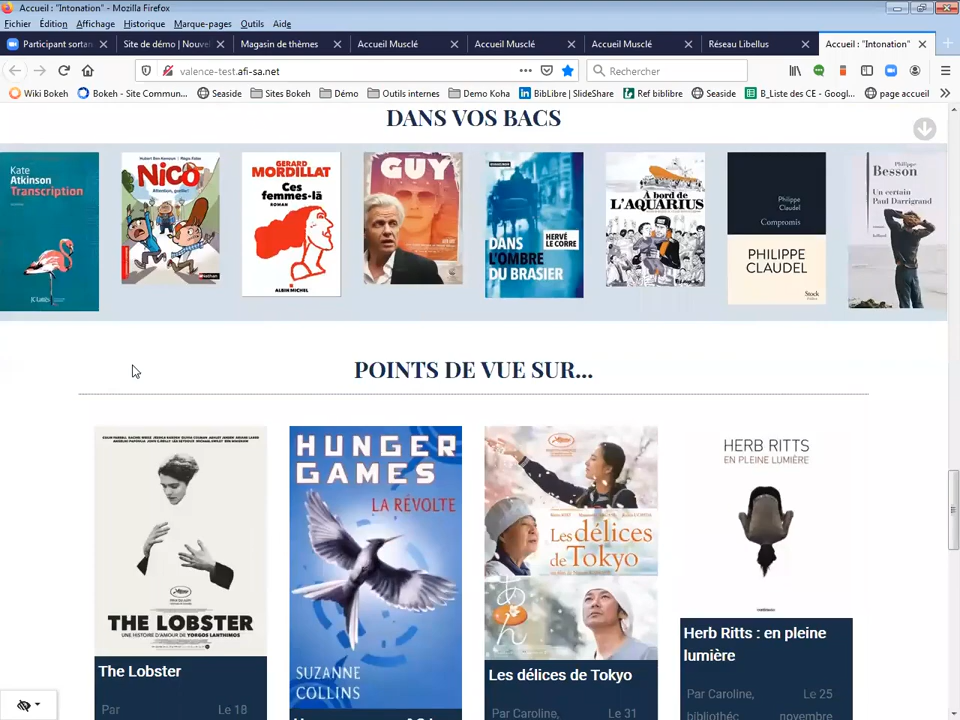 Accueil : "Intonation" - Mozilla Firefox
Fichier Édition Affichage Historique Marque-pages Outils Aide
Participant sortan
Site de démo | Nouve
Magasin de thèmes
Accueil Musclé
Accueil Musclé
Accueil Musclé
Réseau Libellus
Accueil : "Intonation"
valence-test.afi-sa.net
Rechercher
Wiki Bokeh
Bokeh - Site Commun...
Seaside
Sites Bokeh
Démo
Outils internes
Demo Koha
BibLibre | SlideShare
Ref biblibre
Seaside
B_Liste des CE - Googl...
page accueil
DANS VOS BACS
Kate
Atkinson
Transcription
NICO
Attention, gorille!
Nathan
GERARD
MORDILLAT
Ces
femmes-là
ROMAN
ALBIN MICHEL
GUY
DANS
L'OMBRE
DU BRASIER
HERVÉ
LE CORRE
À bord de
L'AQUARIUS
Philippe
Claudel
Compromis
PHILIPPE
CLAUDEL
Stock
Philippe
Besson
Un certain
Paul Darrigrand
POINTS DE VUE SUR...
THE LOBSTER
UNE HISTOIRE D'AMOUR DE YORGOS LANTHIMOS
The Lobster
Par
Le 18
HUNGER
GAMES
LA RÉVOLTE
SUZANNE
COLLINS
Les délices
de Tokyo
あん
Les délices de Tokyo
Par Caroline,
Le 31
HERB RITTS
EN PLEINE LUMIÈRE
Herb Ritts : en pleine
lumière
Par Caroline,
Le 25
bibliothéc
novembre